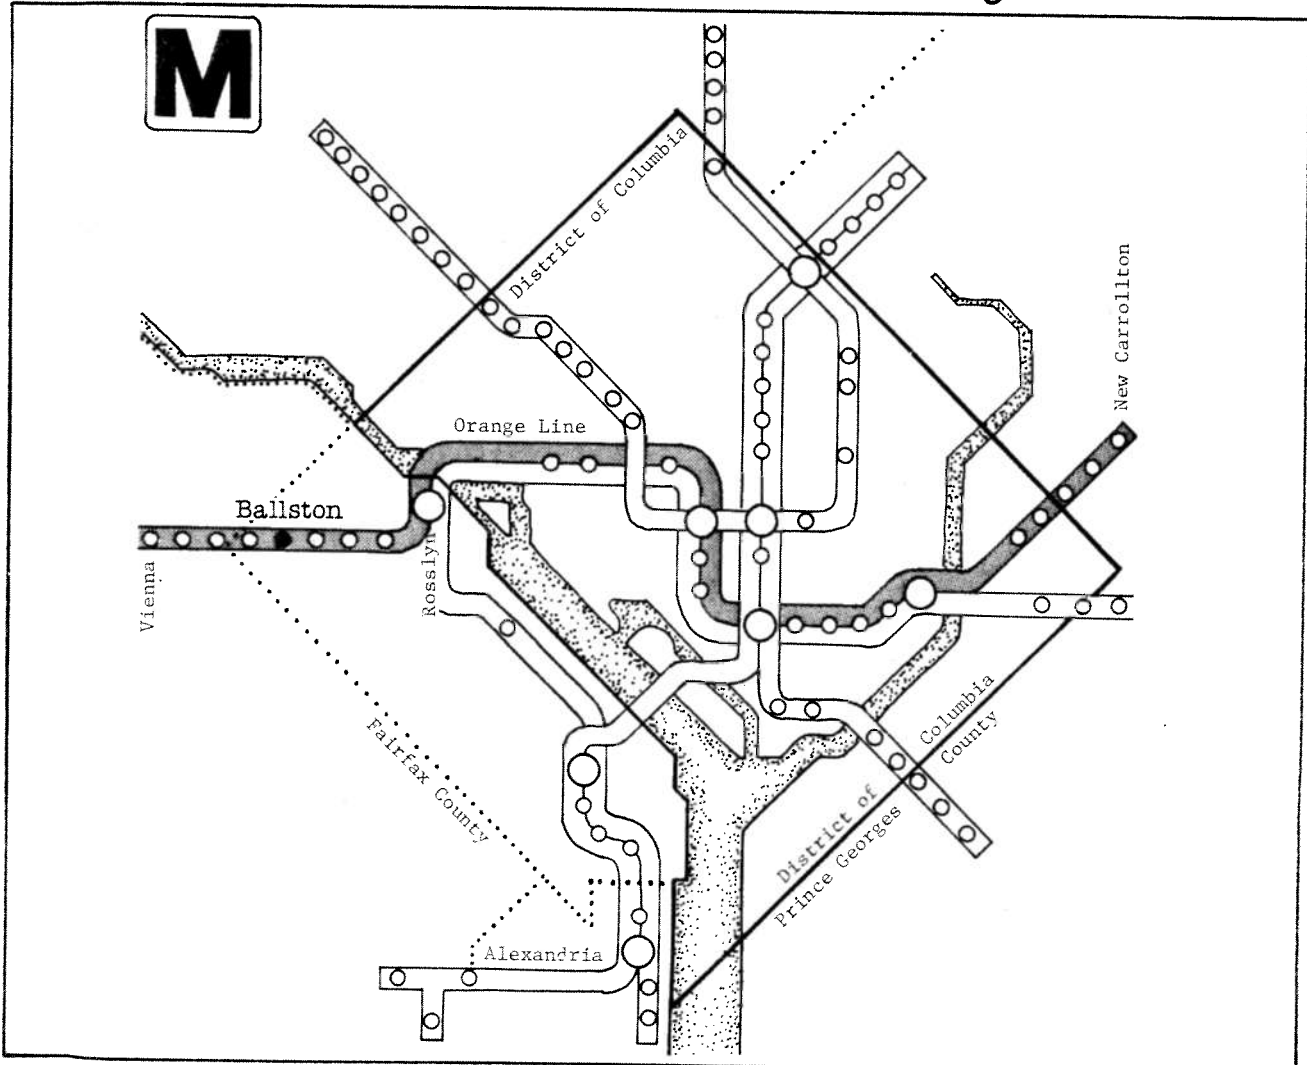 M
District of Columbia
New Carrollton
Orange Line
Ballston
Vienna
Rosslyn
Fairfax County
District of Columbia
Prince Georges County
Alexandria